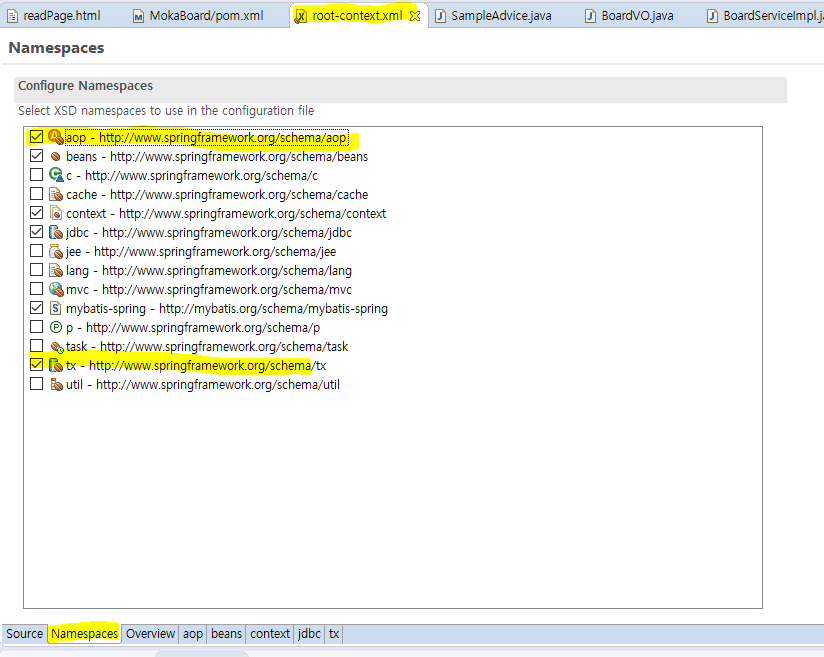 readPage.html MokaBoard/pom.xml root-context.xml SampleAdvice.java BoardVO.java BoardServiceImpl.j
Namespaces
Configure Namespaces
Select XSD namespaces to use in the configuration file
aop - http://www.springframework.org/schema/aop
beans - http://www.springframework.org/schema/beans
c - http://www.springframework.org/schema/c
cache - http://www.springframework.org/schema/cache
context - http://www.springframework.org/schema/context
jdbc - http://www.springframework.org/schema/jdbc
jee - http://www.springframework.org/schema/jee
lang - http://www.springframework.org/schema/lang
mvc - http://www.springframework.org/schema/mvc
mybatis-spring - http://mybatis.org/schema/mybatis-spring
p - http://www.springframework.org/schema/p
task - http://www.springframework.org/schema/task
tx - http://www.springframework.org/schema/tx
util - http://www.springframework.org/schema/util
Source Namespaces Overview aop beans context jdbc tx